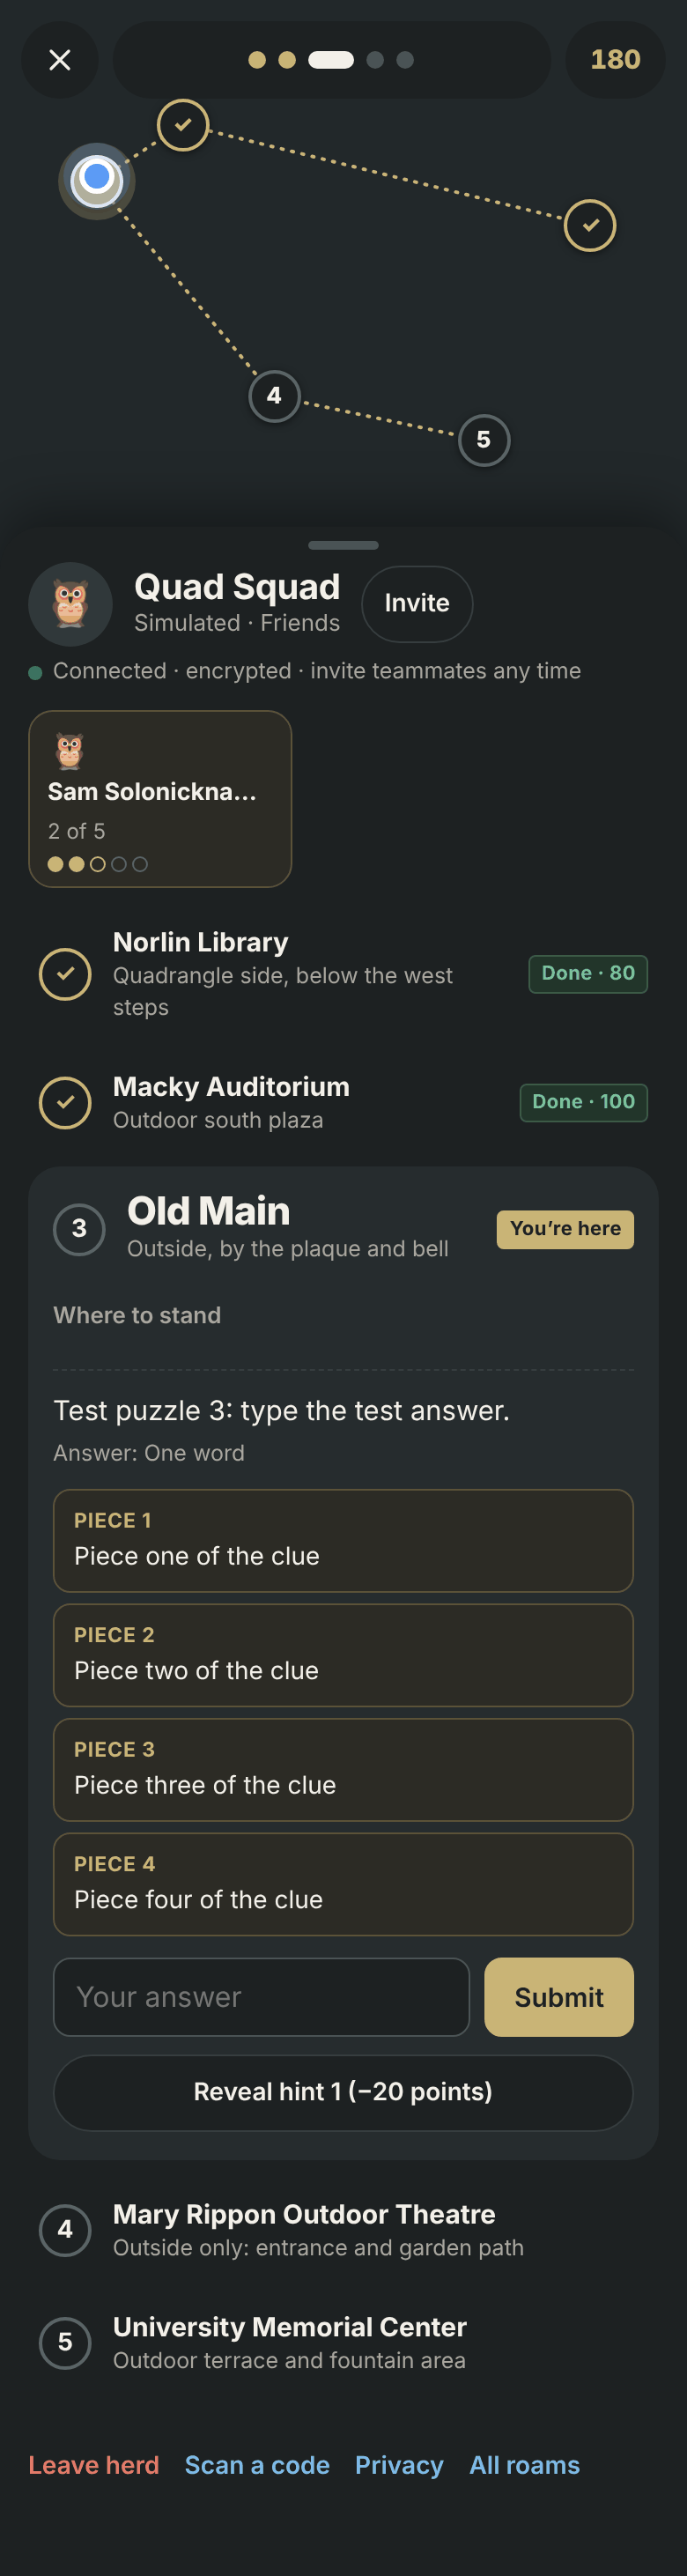 180
4
5
Quad Squad
Simulated · Friends
Invite
Connected · encrypted · invite teammates any time
Sam Solonickna...
2 of 5
Norlin Library
Quadrangle side, below the west
steps
Done · 80
Macky Auditorium
Outdoor south plaza
Done · 100
3
Old Main
Outside, by the plaque and bell
You’re here
Where to stand
Test puzzle 3: type the test answer.
Answer: One word
PIECE 1
Piece one of the clue
PIECE 2
Piece two of the clue
PIECE 3
Piece three of the clue
PIECE 4
Piece four of the clue
Your answer
Submit
Reveal hint 1 (−20 points)
4
Mary Rippon Outdoor Theatre
Outside only: entrance and garden path
5
University Memorial Center
Outdoor terrace and fountain area
Leave herd Scan a code Privacy All roams